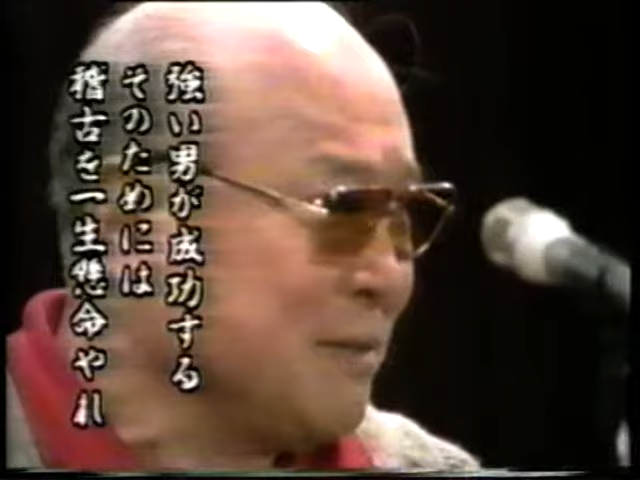 強い男が成功する
そのためには
稽古を一生懸命やれ